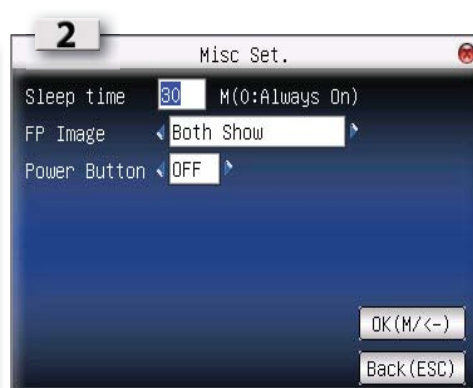 2
Misc Set.
Sleep time 30 M(0:Always On)
FP Image Both Show
Power Button OFF
OK(M/<-)
Back(ESC)